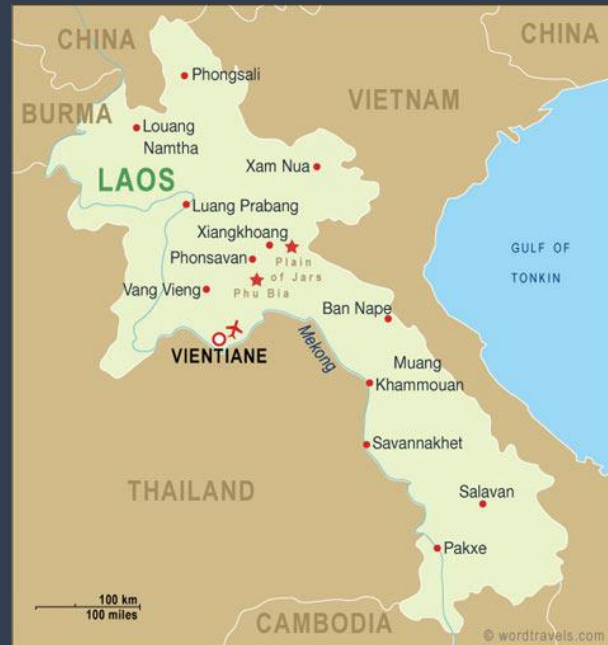 CHINA
CHINA
Phongsali
BURMA
VIETNAM
Louang
Namtha
Xam Nua
LAOS
Luang Prabang
Xiangkhoang
GULF OF
TONKIN
Phonsavan
Plain
of Jars
Vang Vieng
Phu Bia
Ban Nape
VIENTIANE
Mekong
Muang
Khammouan
Savannakhet
THAILAND
Salavan
Pakxe
100 km
100 miles
CAMBODIA
© wordtravels.com